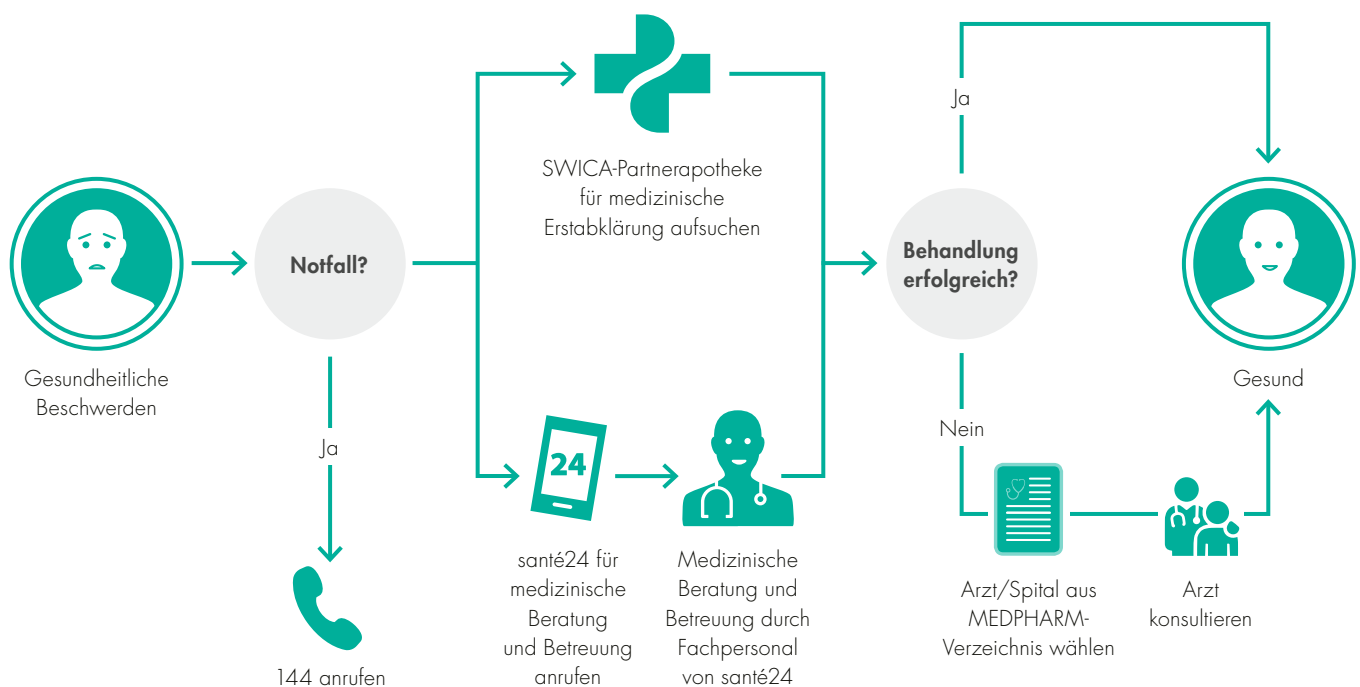 Gesundheitliche
Beschwerden
Notfall?
Ja
144 anrufen
SWICA-Partnerapotheke
für medizinische
Erstabklärung aufsuchen
24
santé24 für
medizinische
Beratung
und Betreuung
anrufen
Medizinische
Beratung und
Betreuung durch
Fachpersonal
von santé24
Behandlung
erfolgreich?
Ja
Nein
Arzt/Spital aus
MEDPHARM-
Verzeichnis wählen
Arzt
konsultieren
Gesund